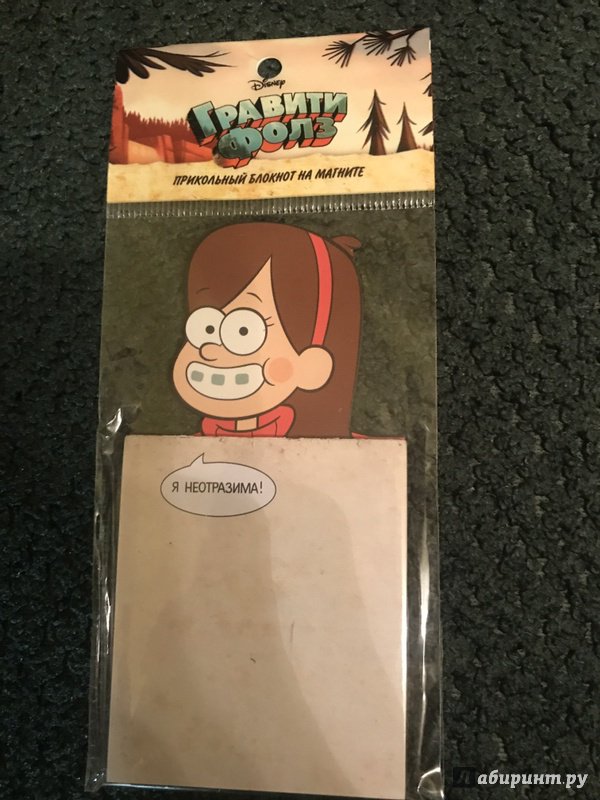 Disney
ГРАВИТИ
ФОЛЗ
ПРИКОЛЬНЫЙ БЛОКНОТ НА МАГНИТЕ
Я НЕОТРАЗИМА!
Лабиринт.ру